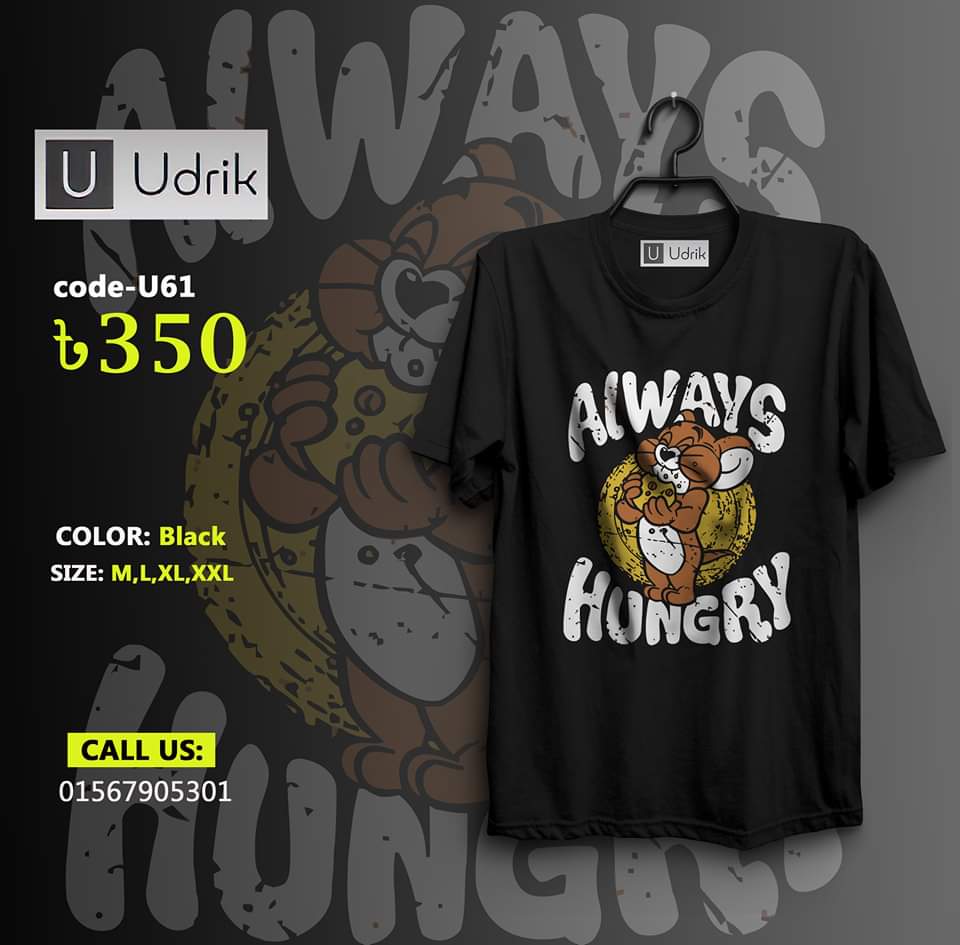 ALWAYS
U Udrik
code-U61
৳350
COLOR: Black
SIZE: M,L,XL,XXL
CALL US:
01567905301
HUNGRY
U Udrik
AlWAYS
HUNGRY